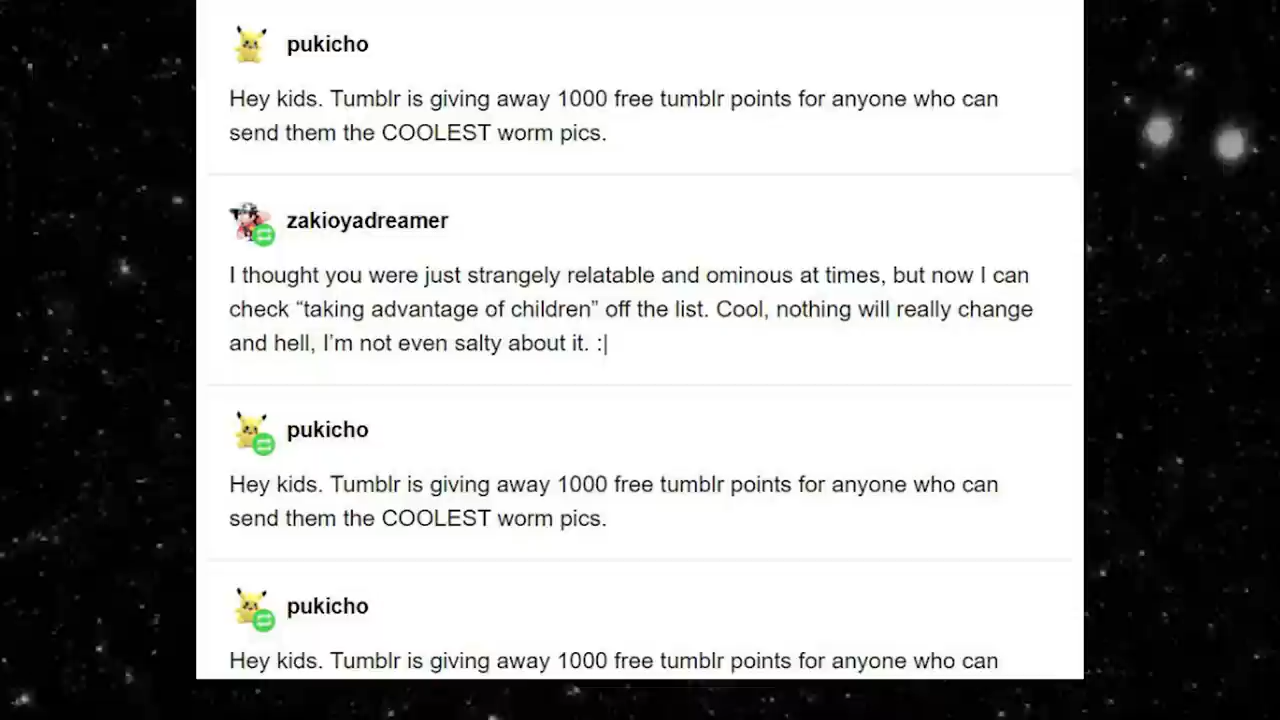 pukicho
Hey kids. Tumblr is giving away 1000 free tumblr points for anyone who can
send them the COOLEST worm pics.
zakioyadreamer
I thought you were just strangely relatable and ominous at times, but now I can
check “taking advantage of children” off the list. Cool, nothing will really change
and hell, I’m not even salty about it. :|
pukicho
Hey kids. Tumblr is giving away 1000 free tumblr points for anyone who can
send them the COOLEST worm pics.
pukicho
Hey kids. Tumblr is giving away 1000 free tumblr points for anyone who can